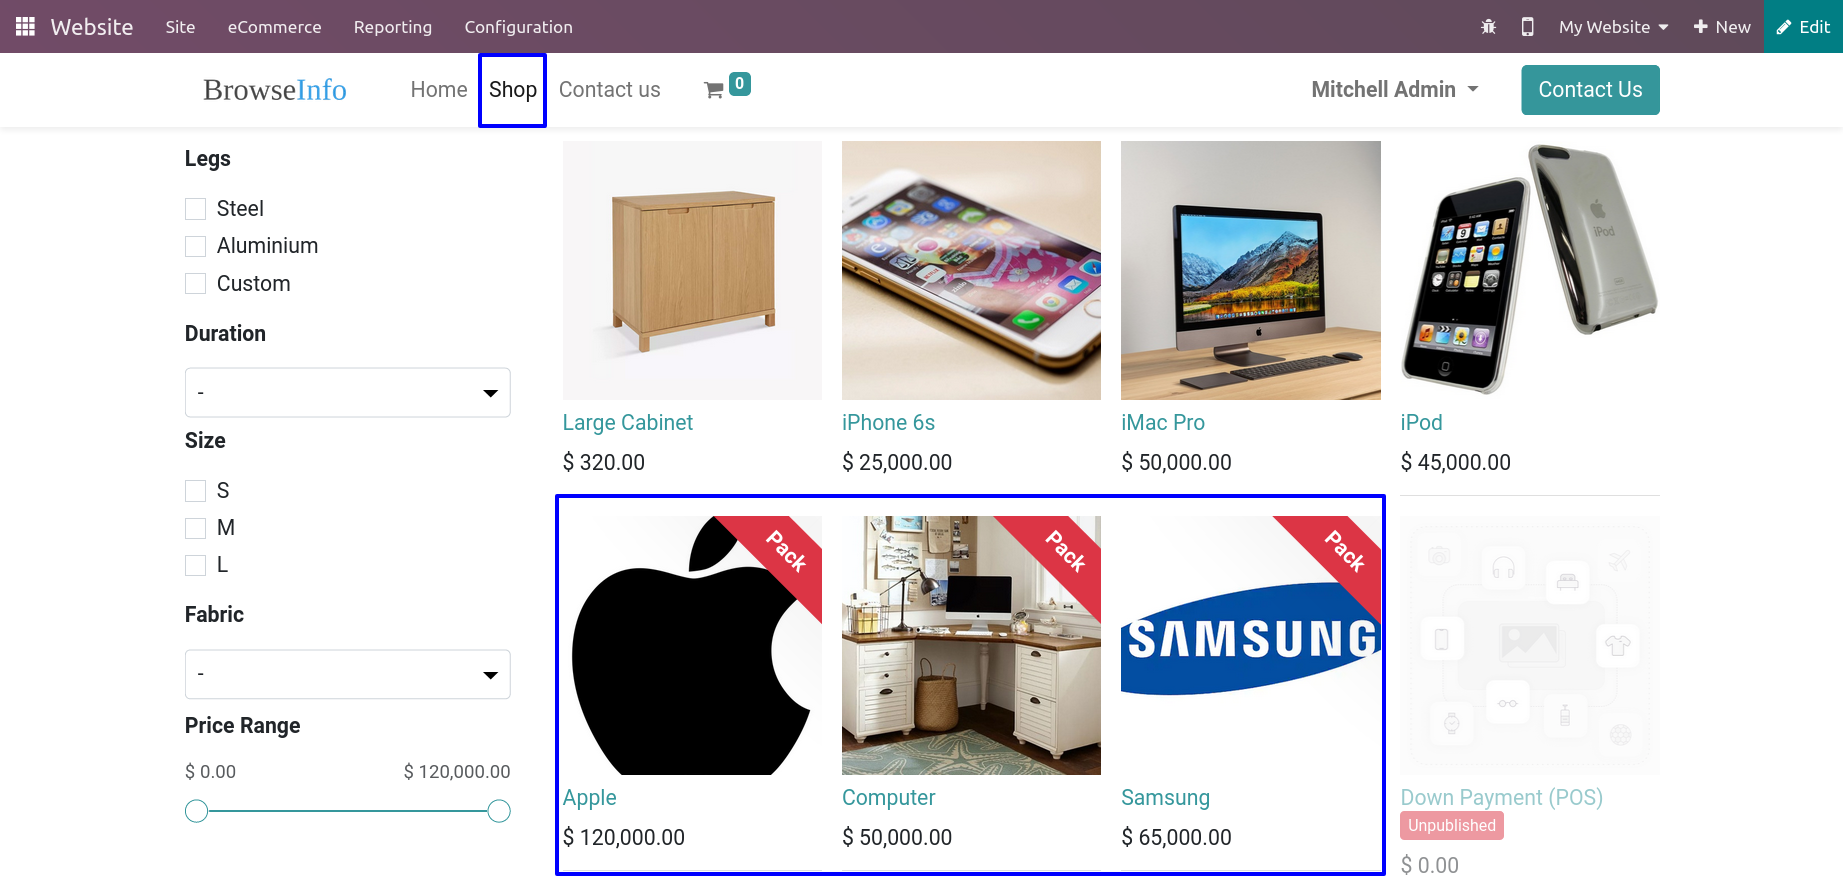 Website Site eCommerce Reporting Configuration My Website New Edit
BrowseInfo Home Shop Contact us 0 Mitchell Admin Contact Us
Legs
Steel
Aluminium
Custom
Duration
-
Size
S
M
L
Fabric
-
Price Range
$ 0.00 $ 120,000.00
iPod
Large Cabinet iPhone 6s iMac Pro iPod
$ 320.00 $ 25,000.00 $ 50,000.00 $ 45,000.00
Pack Pack Pack
SAMSUNG
Apple Computer Samsung Down Payment (POS)
Unpublished
$ 120,000.00 $ 50,000.00 $ 65,000.00
$ 0.00